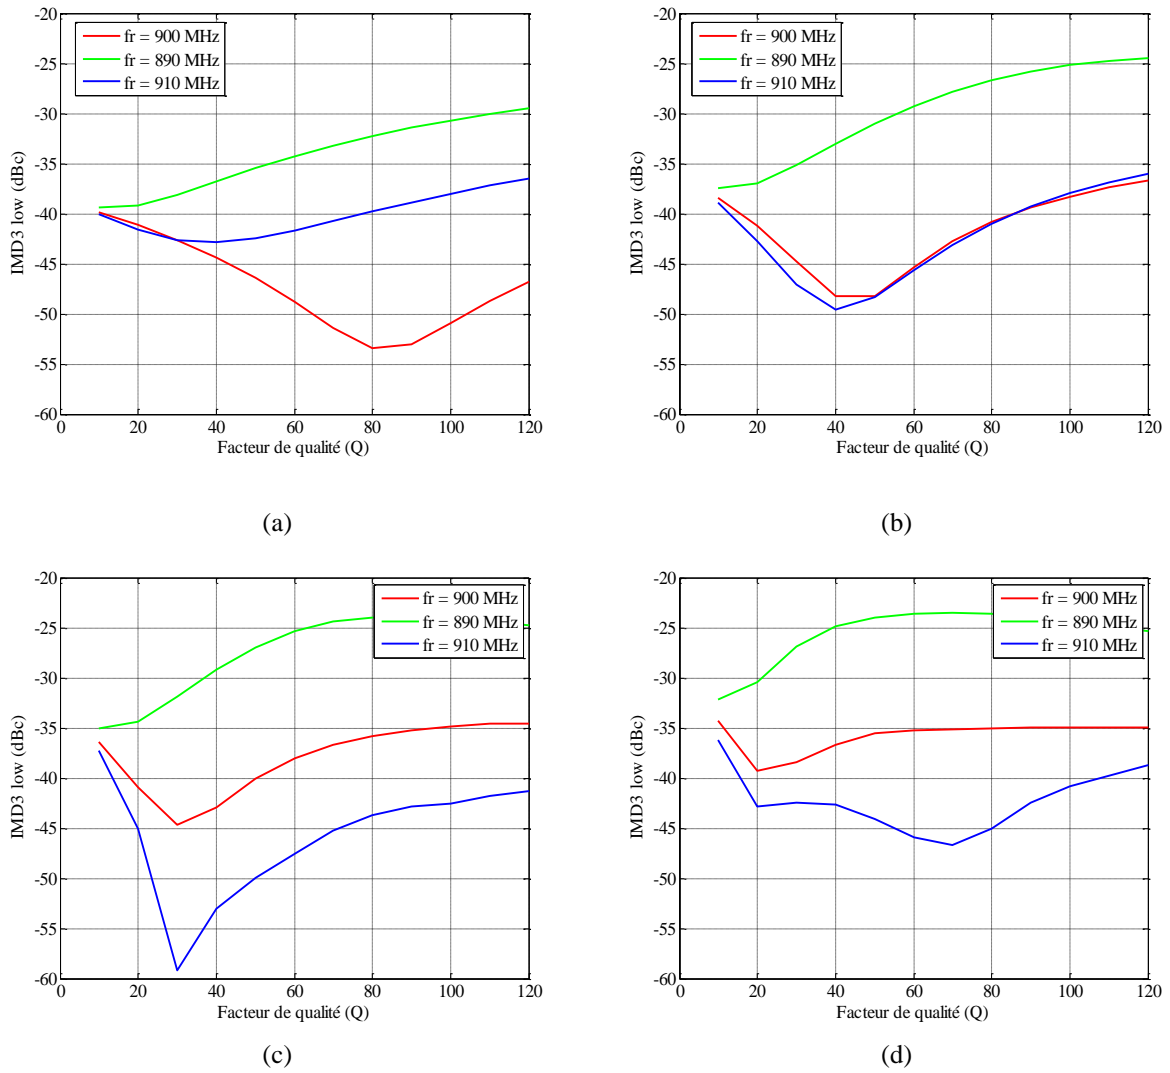 -20
-25
-30
-35
-40
-45
-50
-55
-60
IMD3 low (dBc)
fr = 900 MHz
fr = 890 MHz
fr = 910 MHz
0 20 40 60 80 100 120
Facteur de qualité (Q)
(a)
-20
-25
-30
-35
-40
-45
-50
-55
-60
IMD3 low (dBc)
fr = 900 MHz
fr = 890 MHz
fr = 910 MHz
0 20 40 60 80 100 120
Facteur de qualité (Q)
(b)
-20
-25
-30
-35
-40
-45
-50
-55
-60
IMD3 low (dBc)
fr = 900 MHz
fr = 890 MHz
fr = 910 MHz
0 20 40 60 80 100 120
Facteur de qualité (Q)
(c)
-20
-25
-30
-35
-40
-45
-50
-55
-60
IMD3 low (dBc)
fr = 900 MHz
fr = 890 MHz
fr = 910 MHz
0 20 40 60 80 100 120
Facteur de qualité (Q)
(d)